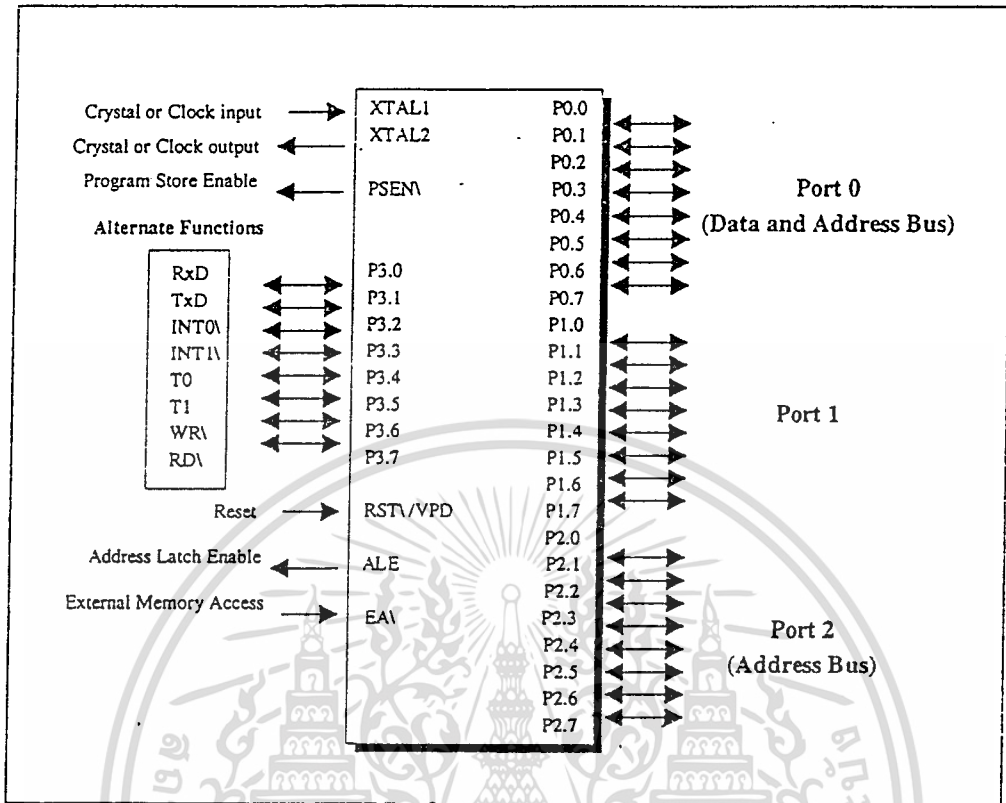 Crystal or Clock input
Crystal or Clock output
Program Store Enable
Alternate Functions
RxD
TxD
INT0\
INT1\
T0
T1
WR\
RD\
Reset
Address Latch Enable
External Memory Access
XTAL1
XTAL2
PSEN\
P3.0
P3.1
P3.2
P3.3
P3.4
P3.5
P3.6
P3.7
RST\/VPD
ALE
EA\
P0.0
P0.1
P0.2
P0.3
P0.4
P0.5
P0.6
P0.7
P1.0
P1.1
P1.2
P1.3
P1.4
P1.5
P1.6
P1.7
P2.0
P2.1
P2.2
P2.3
P2.4
P2.5
P2.6
P2.7
Port 0
(Data and Address Bus)
Port 1
Port 2
(Address Bus)